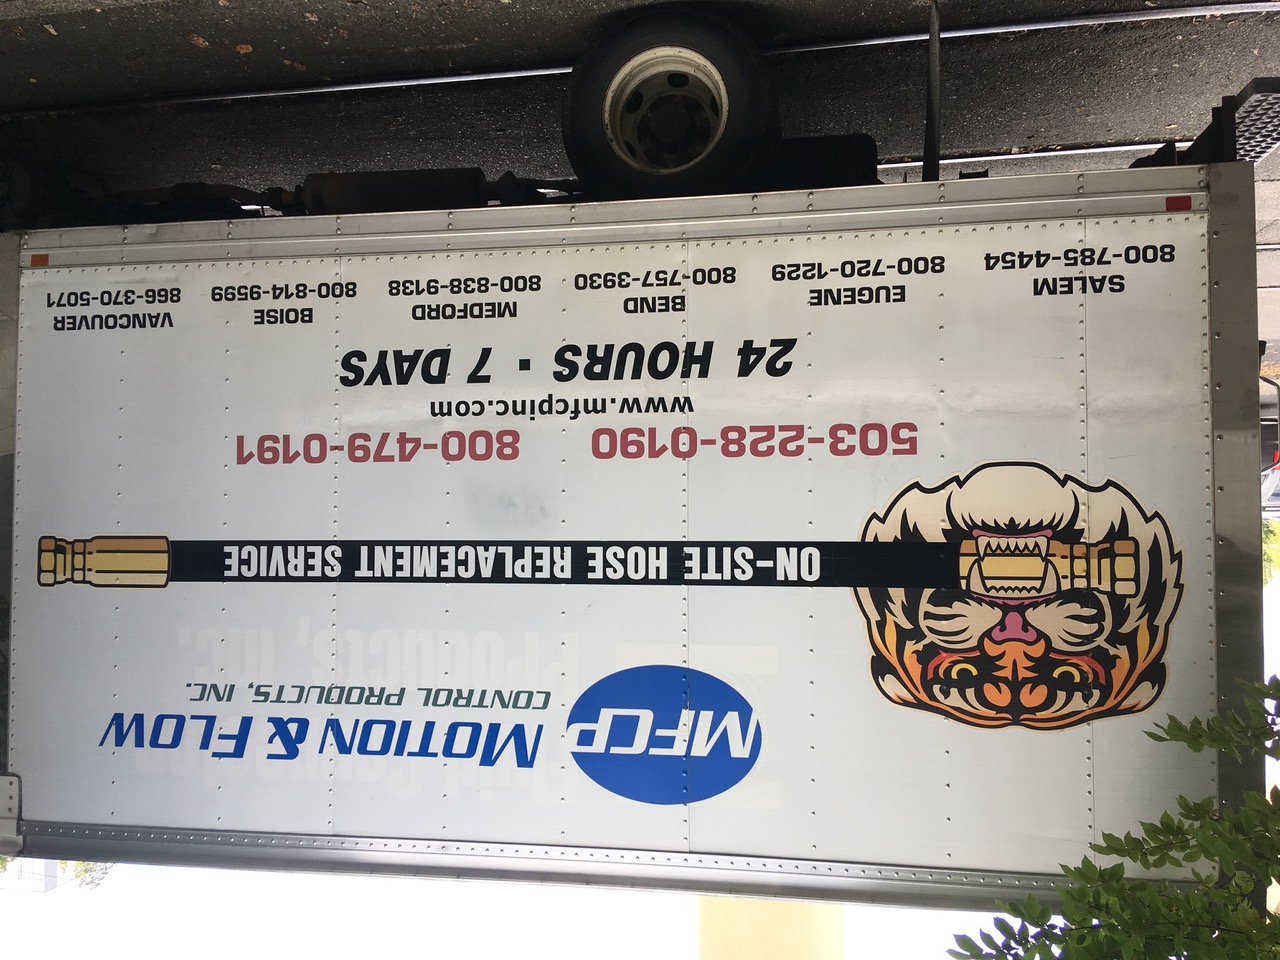 MFCP MOTION & FLOW
CONTROL PRODUCTS, INC.
ON-SITE HOSE REPLACEMENT SERVICE
503-228-0190 800-479-0191
www.mfcpinc.com
24 HOURS · 7 DAYS
SALEM EUGENE BEND MEDFORD BOISE VANCOUVER
800-785-4454 800-720-1229 800-757-3930 800-838-9138 800-814-9599 866-370-5071